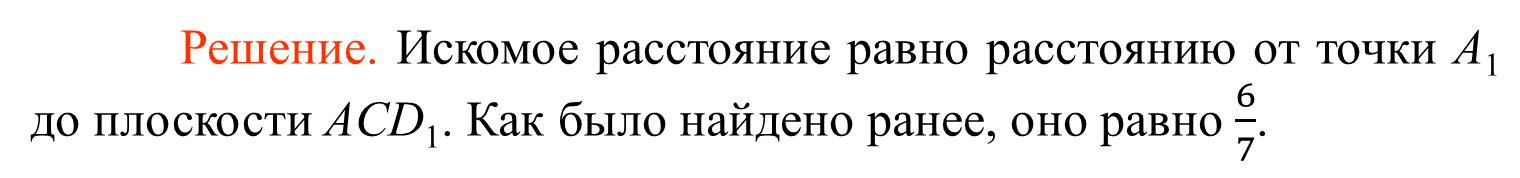 Решение. Искомое расстояние равно расстоянию от точки A₁
до плоскости ACD₁. Как было найдено ранее, оно равно 6/7.